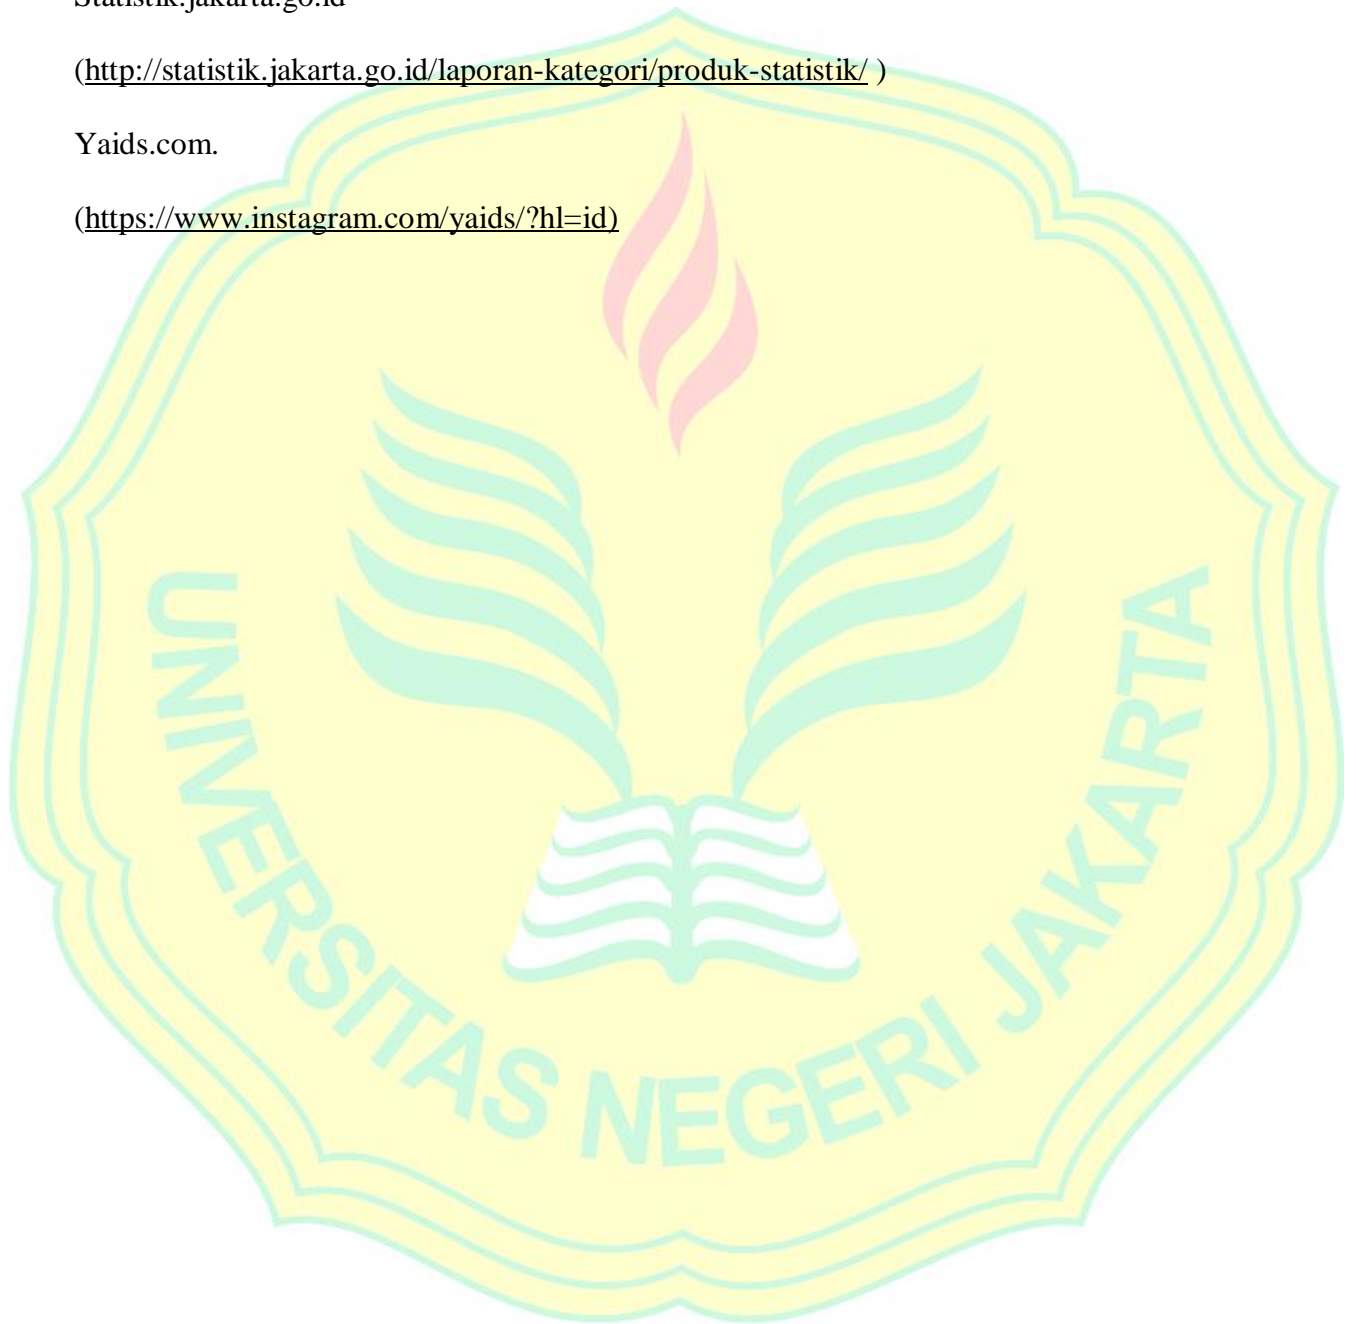 Statistik.jakarta.go.id
(http://statistik.jakarta.go.id/laporan-kategori/produk-statistik/ )
Yaids.com.
(https://www.instagram.com/yaids/?hl=id)
UNIVERSITAS NEGERI JAKARTA